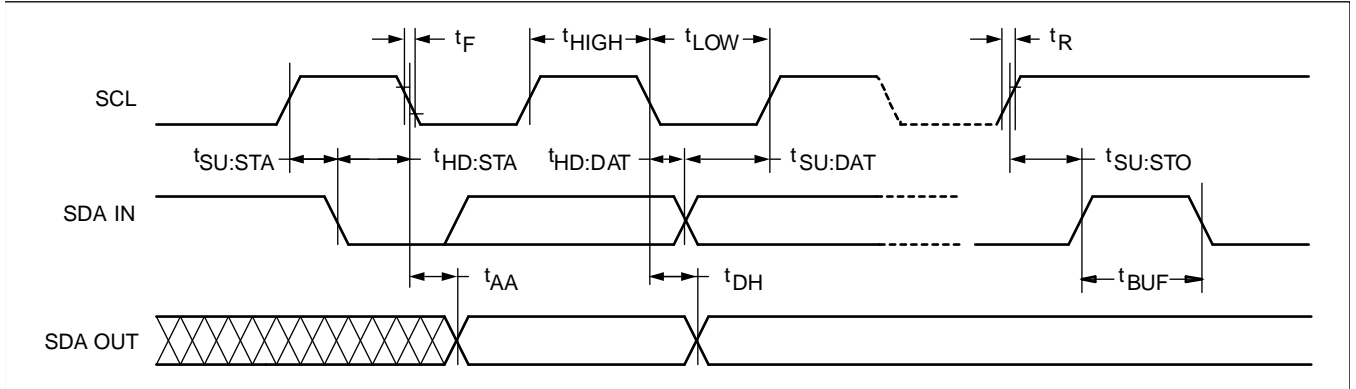 tF
tHIGH
tLOW
tR
SCL
tSU:STA
tHD:STA
tHD:DAT
tSU:DAT
tSU:STO
SDA IN
tAA
tDH
tBUF
SDA OUT